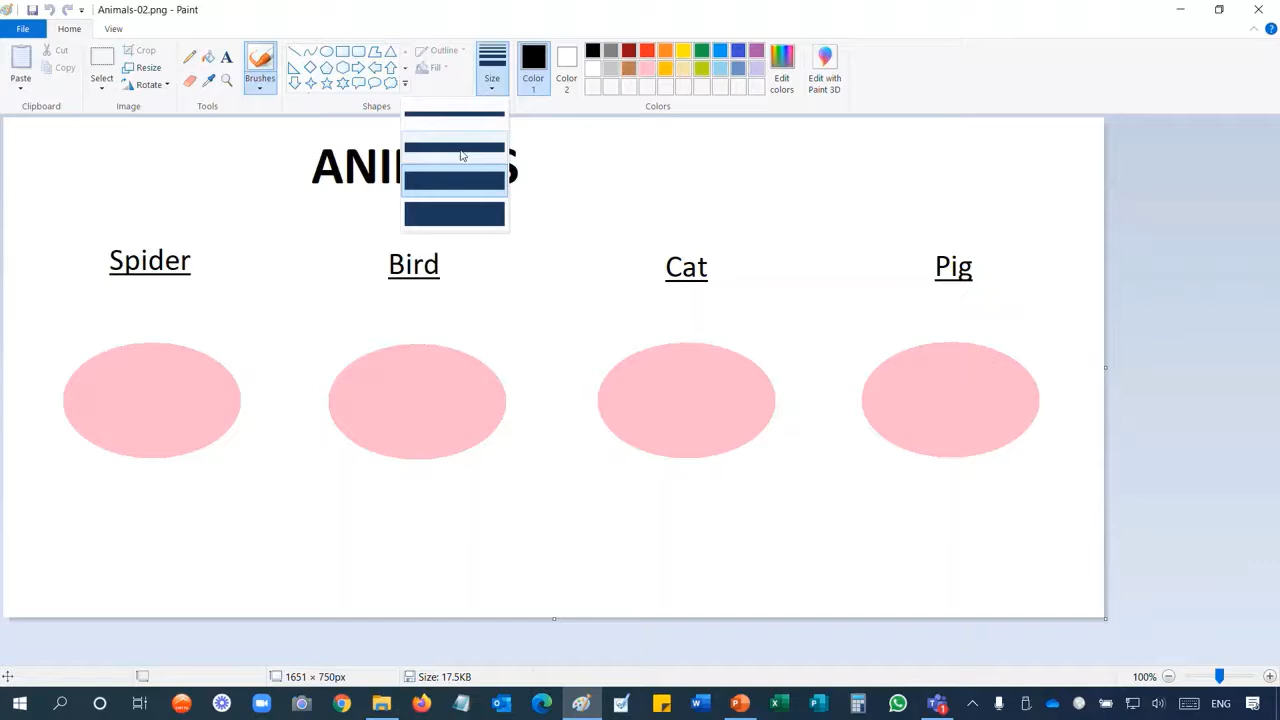 Animals-02.png - Paint
File
Home
View
Paste
Cut
Copy
Clipboard
Select
Crop
Resize
Rotate
Image
Tools
Brushes
Shapes
Outline
Fill
Size
Color 1
Color 2
Edit colors
Edit with Paint 3D
Colors
Spider
Bird
Cat
Pig
1651 × 750px
Size: 17.5KB
100%
ENG